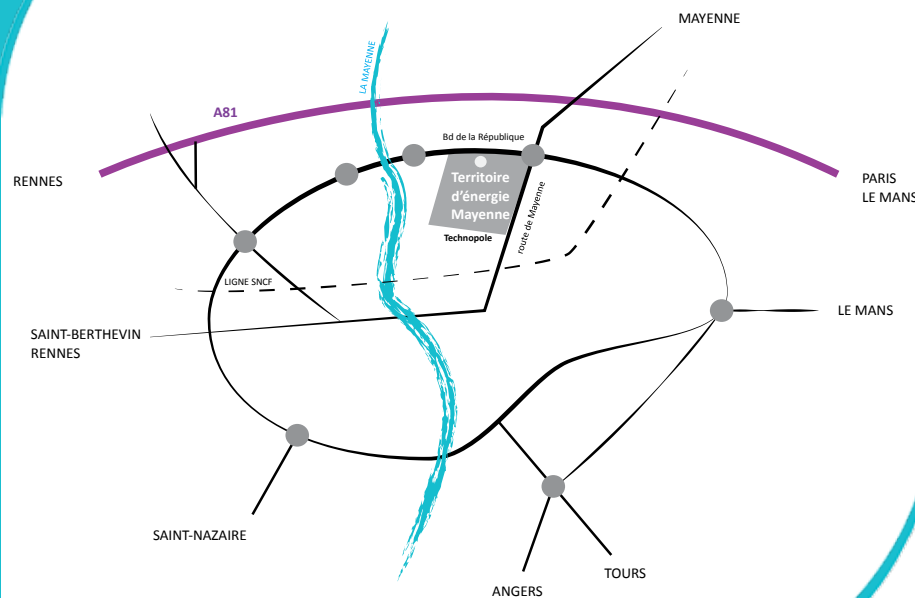 MAYENNE
LA MAYENNE
A81
Bd de la République
RENNES
PARIS
LE MANS
Territoire
d'énergie
Mayenne
route de Mayenne
Technopole
LIGNE SNCF
LE MANS
SAINT-BERTHEVIN
RENNES
SAINT-NAZAIRE
TOURS
ANGERS